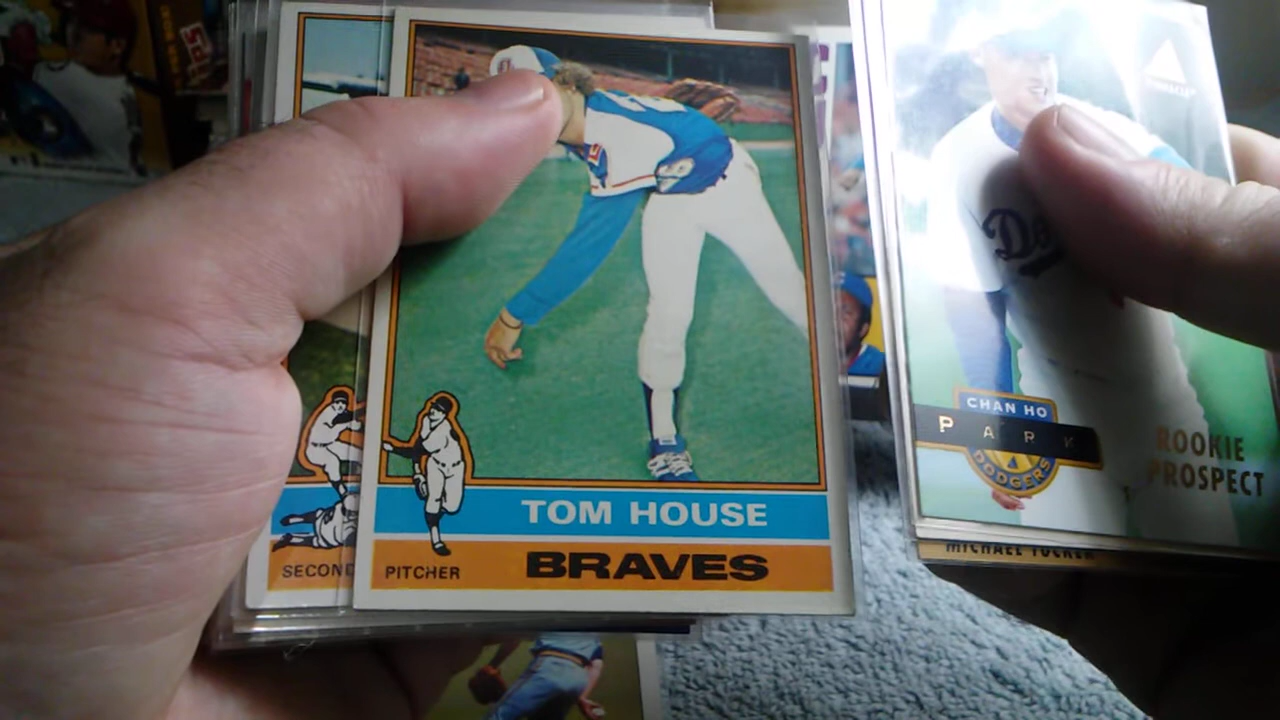 TOM HOUSE
PITCHER
BRAVES
SECOND
CHAN HO
PARK
DODGERS
ROOKIE
PROSPECT
MICHAEL TUCKER